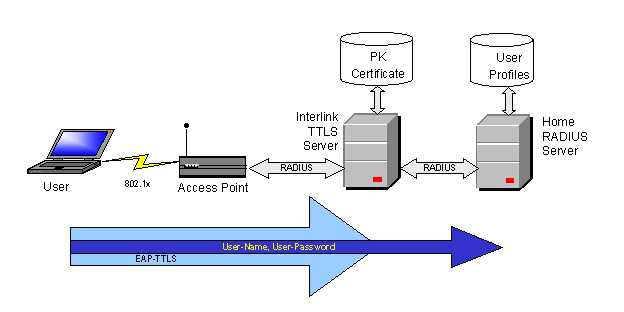 PK
Certificate
User
Profiles
Interlink
TTLS
Server
Home
RADIUS
Server
RADIUS
RADIUS
User
802.1x
Access Point
User-Name, User-Password
EAP-TTLS